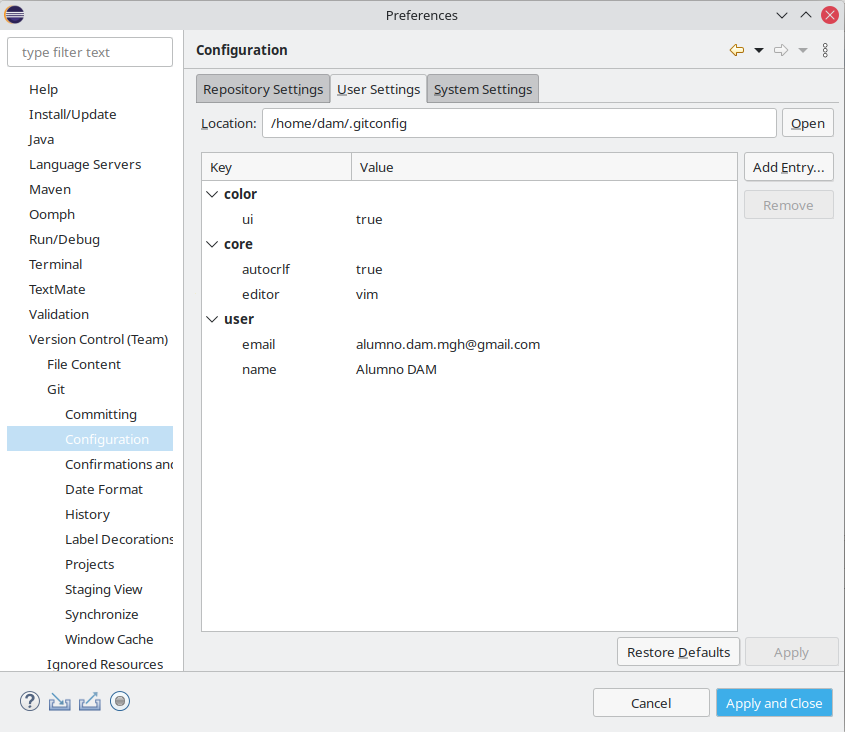 Preferences
type filter text
Help
Install/Update
Java
Language Servers
Maven
Oomph
Run/Debug
Terminal
TextMate
Validation
Version Control (Team)
File Content
Git
Committing
Configuration
Confirmations and
Date Format
History
Label Decorations
Projects
Staging View
Synchronize
Window Cache
Ignored Resources
Configuration
Repository Settings User Settings System Settings
Location: /home/dam/.gitconfig Open
Key Value Add Entry...
color Remove
ui true
core
autocrlf true
editor vim
user
email alumno.dam.mgh@gmail.com
name Alumno DAM
Restore Defaults Apply
Cancel Apply and Close